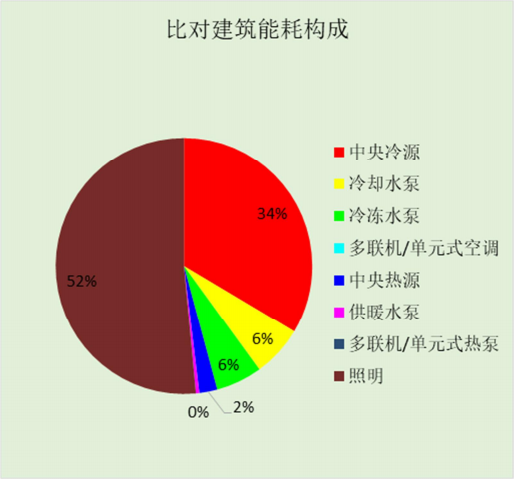 比对建筑能耗构成
中央冷源
冷却水泵
冷冻水泵
多联机/单元式空调
中央热源
供暖水泵
多联机/单元式热泵
照明
34%
6%
6%
2%
0%
52%